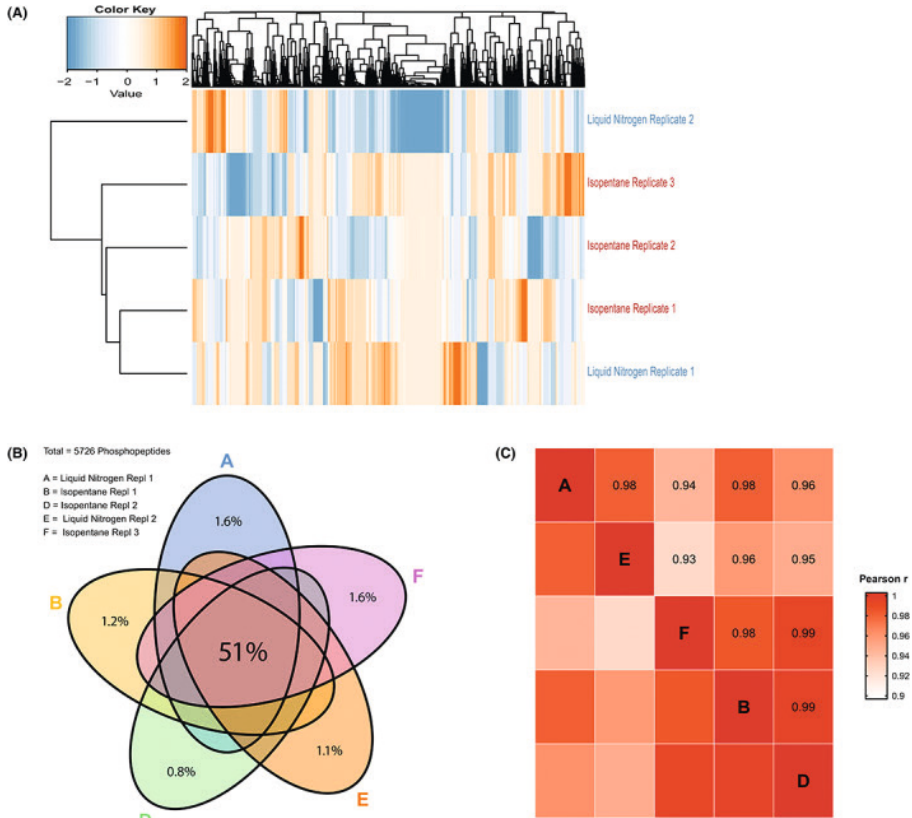 (A)
Color Key
−2 −1 0 1 2
Value
Liquid Nitrogen Replicate 2
Isopentane Replicate 3
Isopentane Replicate 2
Isopentane Replicate 1
Liquid Nitrogen Replicate 1
(B)
Total = 5726 Phosphopeptides
A = Liquid Nitrogen Repl 1
B = Isopentane Repl 1
D = Isopentane Repl 2
E = Liquid Nitrogen Repl 2
F = Isopentane Repl 3
A
1.6%
F
1.6%
B
1.2%
51%
1.1%
0.8%
E
D
(C)
A 0.98 0.94 0.98 0.96
E 0.93 0.96 0.95
F 0.98 0.99
B 0.99
D
Pearson r
1
0.98
0.96
0.94
0.92
0.9